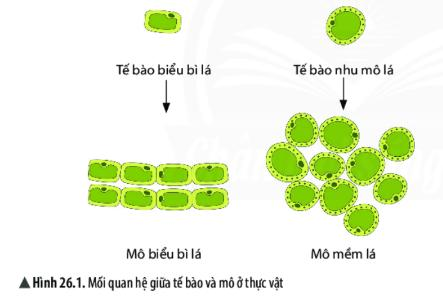 Tế bào biểu bì lá
Tế bào nhu mô lá
Mô biểu bì lá
Mô mềm lá
▲ Hình 26.1. Mối quan hệ giữa tế bào và mô ở thực vật